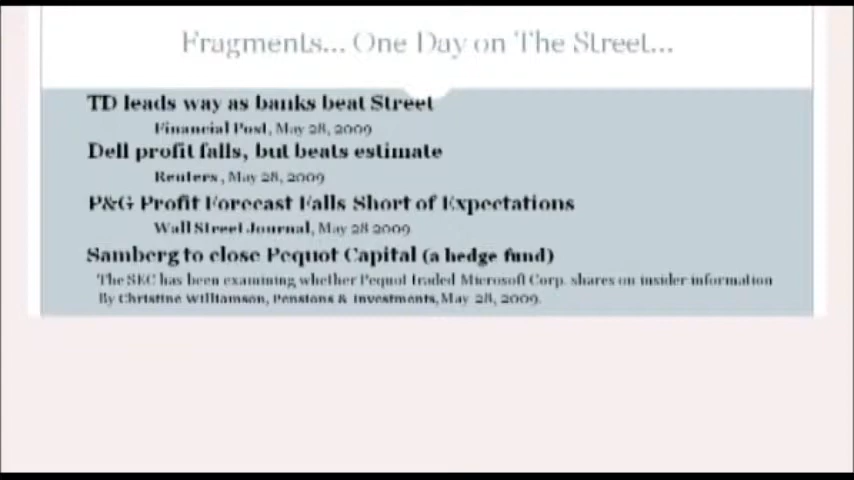 Fragments... One Day on The Street...
TD leads way as banks beat Street
Financial Post, May 28, 2009
Dell profit falls, but beats estimate
Reuters, May 28, 2009
P&G Profit Forecast Falls Short of Expectations
Wall Street Journal, May 28 2009
Samberg to close Pequot Capital (a hedge fund)
The SEC has been examining whether Pequot traded Microsoft Corp. shares on insider information
By Christine Williamson, Pensions & Investments, May 28, 2009.